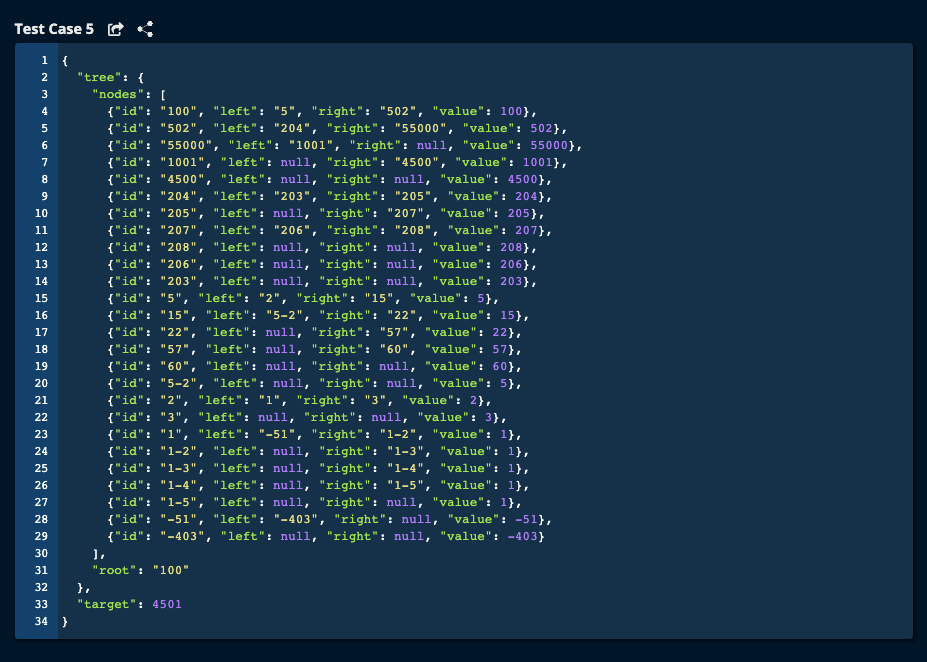 Test Case 5
1 {
2   "tree": {
3     "nodes": [
4       {"id": "100", "left": "5", "right": "502", "value": 100},
5       {"id": "502", "left": "204", "right": "55000", "value": 502},
6       {"id": "55000", "left": "1001", "right": null, "value": 55000},
7       {"id": "1001", "left": null, "right": "4500", "value": 1001},
8       {"id": "4500", "left": null, "right": null, "value": 4500},
9       {"id": "204", "left": "203", "right": "205", "value": 204},
10       {"id": "205", "left": null, "right": "207", "value": 205},
11       {"id": "207", "left": "206", "right": "208", "value": 207},
12       {"id": "208", "left": null, "right": null, "value": 208},
13       {"id": "206", "left": null, "right": null, "value": 206},
14       {"id": "203", "left": null, "right": null, "value": 203},
15       {"id": "5", "left": "2", "right": "15", "value": 5},
16       {"id": "15", "left": "5-2", "right": "22", "value": 15},
17       {"id": "22", "left": null, "right": "57", "value": 22},
18       {"id": "57", "left": null, "right": "60", "value": 57},
19       {"id": "60", "left": null, "right": null, "value": 60},
20       {"id": "5-2", "left": null, "right": null, "value": 5},
21       {"id": "2", "left": "1", "right": "3", "value": 2},
22       {"id": "3", "left": null, "right": null, "value": 3},
23       {"id": "1", "left": "-51", "right": "1-2", "value": 1},
24       {"id": "1-2", "left": null, "right": "1-3", "value": 1},
25       {"id": "1-3", "left": null, "right": "1-4", "value": 1},
26       {"id": "1-4", "left": null, "right": "1-5", "value": 1},
27       {"id": "1-5", "left": null, "right": null, "value": 1},
28       {"id": "-51", "left": "-403", "right": null, "value": -51},
29       {"id": "-403", "left": null, "right": null, "value": -403}
30     ],
31     "root": "100"
32   },
33   "target": 4501
34 }